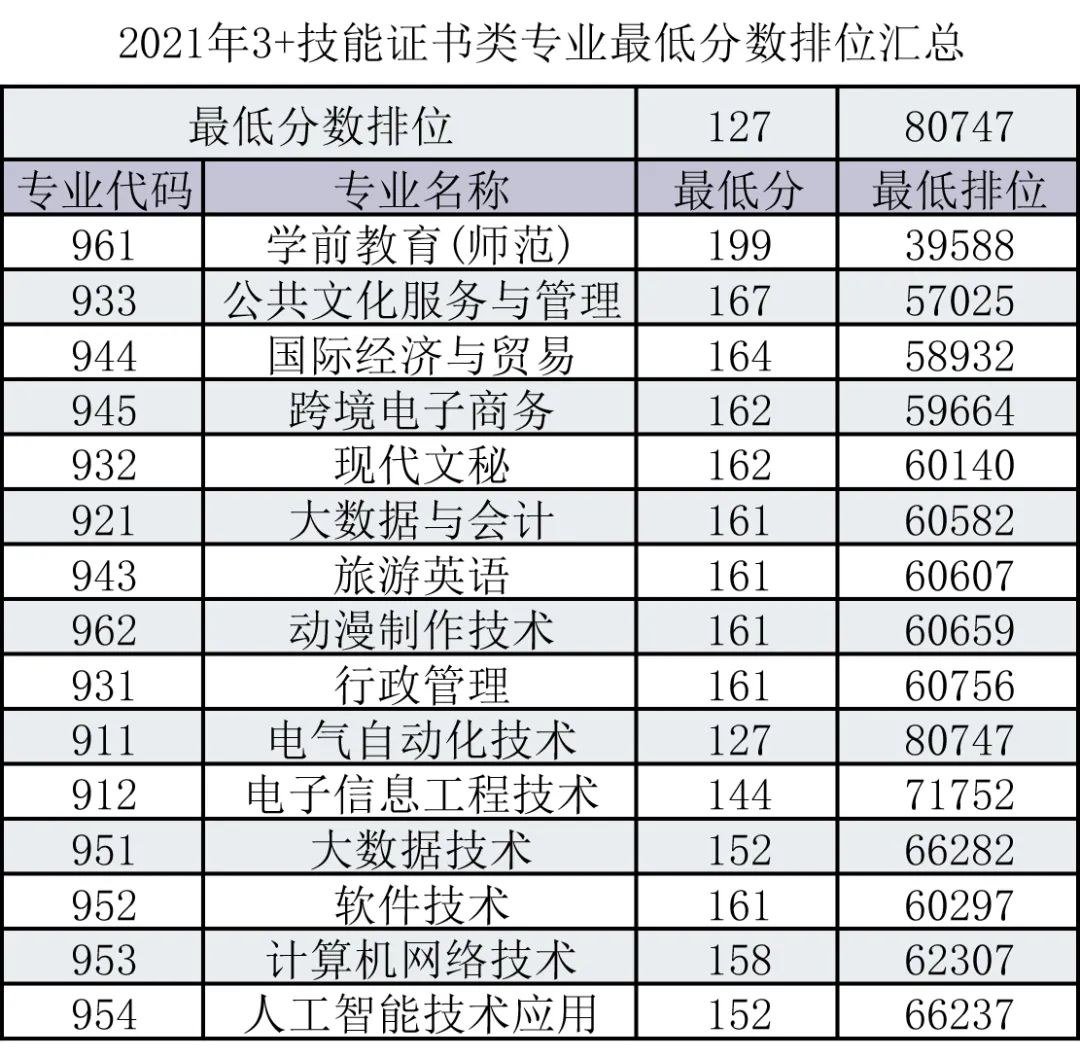 2021年3+技能证书类专业最低分数排位汇总
最低分数排位 127 80747
专业代码 专业名称 最低分 最低排位
961 学前教育(师范) 199 39588
933 公共文化服务与管理 167 57025
944 国际经济与贸易 164 58932
945 跨境电子商务 162 59664
932 现代文秘 162 60140
921 大数据与会计 161 60582
943 旅游英语 161 60607
962 动漫制作技术 161 60659
931 行政管理 161 60756
911 电气自动化技术 127 80747
912 电子信息工程技术 144 71752
951 大数据技术 152 66282
952 软件技术 161 60297
953 计算机网络技术 158 62307
954 人工智能技术应用 152 66237